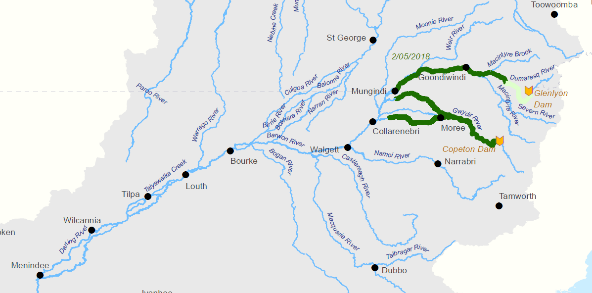 Toowoomba
Moonie River
Weir River
St George
Nebine Creek
2/05/2018
Macintyre Brook
Goondiwindi
Dumaresq River
Culgoa River
Balonne River
Glenlyon
Dam
Mungindi
Paroo River
Warrego River
Birrie River
Bokhara River
Narran River
Macintyre River
Severn River
Gwydir River
Collarenebri
Moree
Barwon River
Copeton Dam
Walgett
Bogan River
Namoi River
Bourke
Castlereagh River
Narrabri
Talyawalka Creek
Louth
Tilpa
Tamworth
Wilcannia
Macquarie River
Darling River
Talbragar River
Menindee
Dubbo